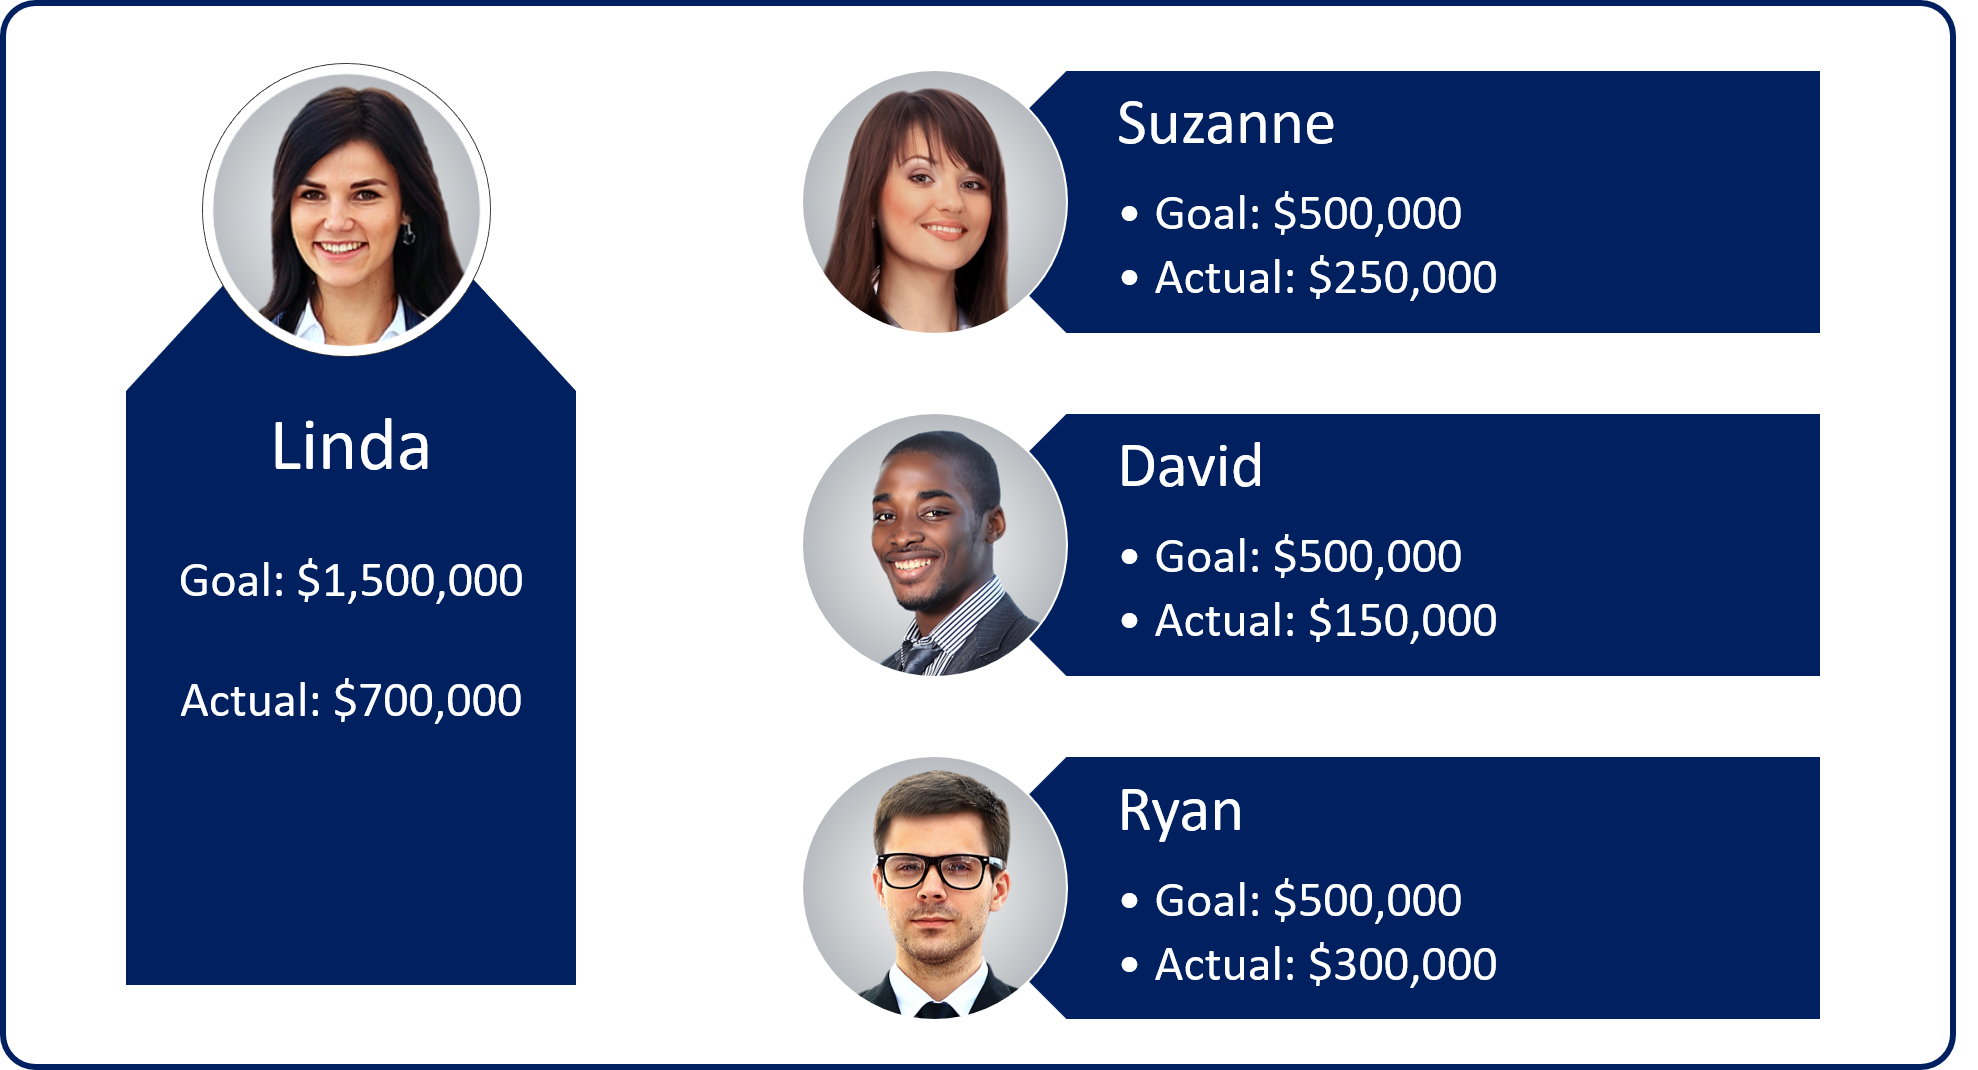 Linda
Goal: $1,500,000
Actual: $700,000
Suzanne
• Goal: $500,000
• Actual: $250,000
David
• Goal: $500,000
• Actual: $150,000
Ryan
• Goal: $500,000
• Actual: $300,000